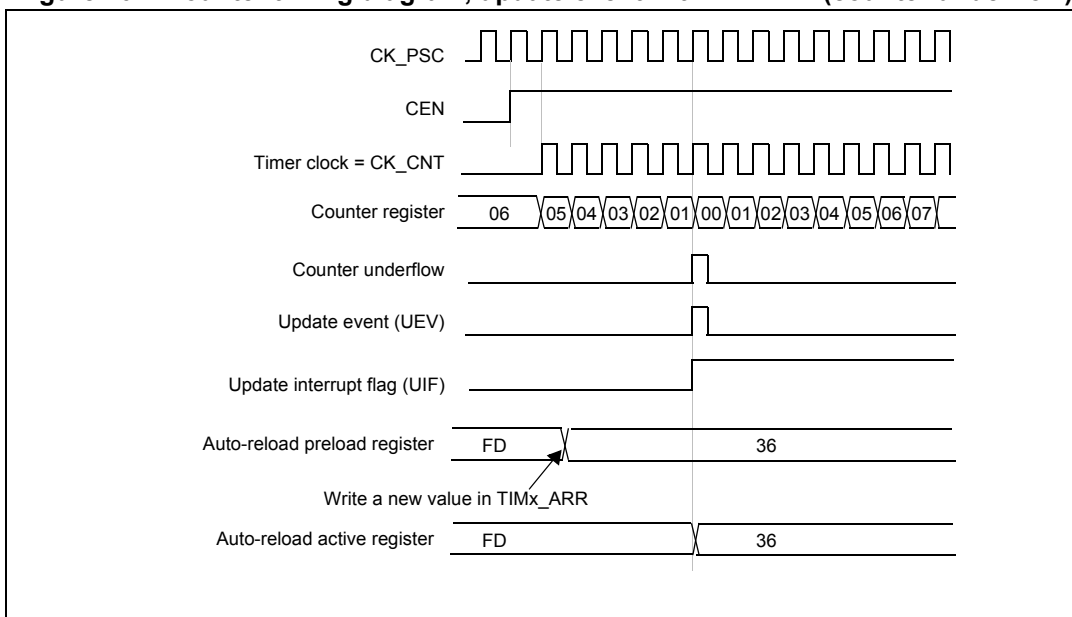 CK_PSC
CEN
Timer clock = CK_CNT
Counter register 06 05 04 03 02 01 00 01 02 03 04 05 06 07
Counter underflow
Update event (UEV)
Update interrupt flag (UIF)
Auto-reload preload register FD 36
Write a new value in TIMx_ARR
Auto-reload active register FD 36